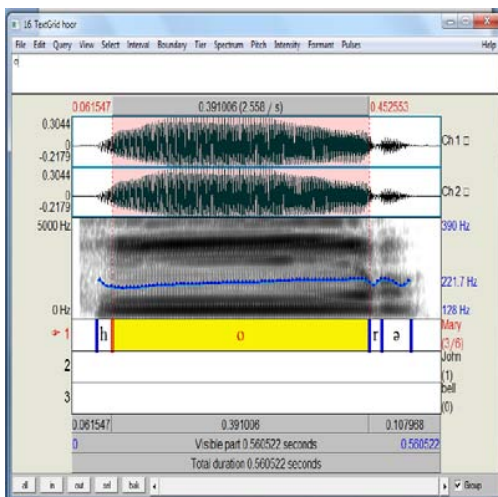 16. TextGrid hoor
File Edit Query View Select Interval Boundary Tier Spectrum Pitch Intensity Formant Pulses Help
o
0.061547 0.391006 (2.558 / s) 0.452553
0.3044
0
-0.2179
Ch 1
0.3044
0
-0.2179
Ch 2
5000 Hz 390 Hz
221.7 Hz
0 Hz 128 Hz
1 h o r ə Mary
(3/6)
2 John
(1)
3 bell
(0)
0.061547 0.391006 0.107968
0 Visible part 0.560522 seconds 0.560522
Total duration 0.560522 seconds
all in out sel bak Group